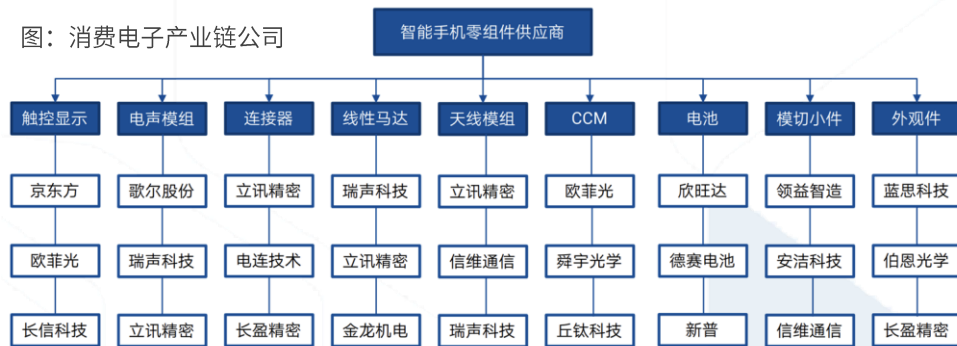 图：消费电子产业链公司
智能手机零组件供应商
触控显示 电声模组 连接器 线性马达 天线模组 CCM 电池 模切小件 外观件
京东方 歌尔股份 立讯精密 瑞声科技 立讯精密 欧菲光 欣旺达 领益智造 蓝思科技
欧菲光 瑞声科技 电连技术 立讯精密 信维通信 舜宇光学 德赛电池 安洁科技 伯恩光学
长信科技 立讯精密 长盈精密 金龙机电 瑞声科技 丘钛科技 新普 信维通信 长盈精密